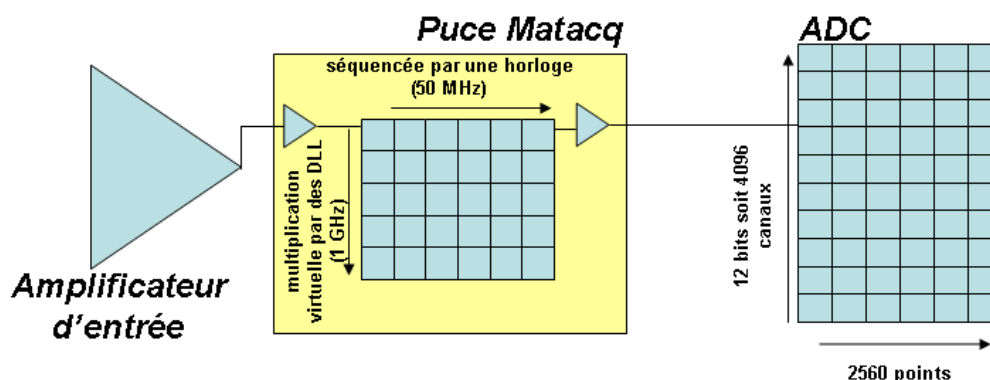 Puce Matacq
séquencée par une horloge
(50 MHz)
multiplication
virtuelle par des DLL
(1 GHz)
Amplificateur
d'entrée
ADC
12 bits soit 4096
canaux
2560 points